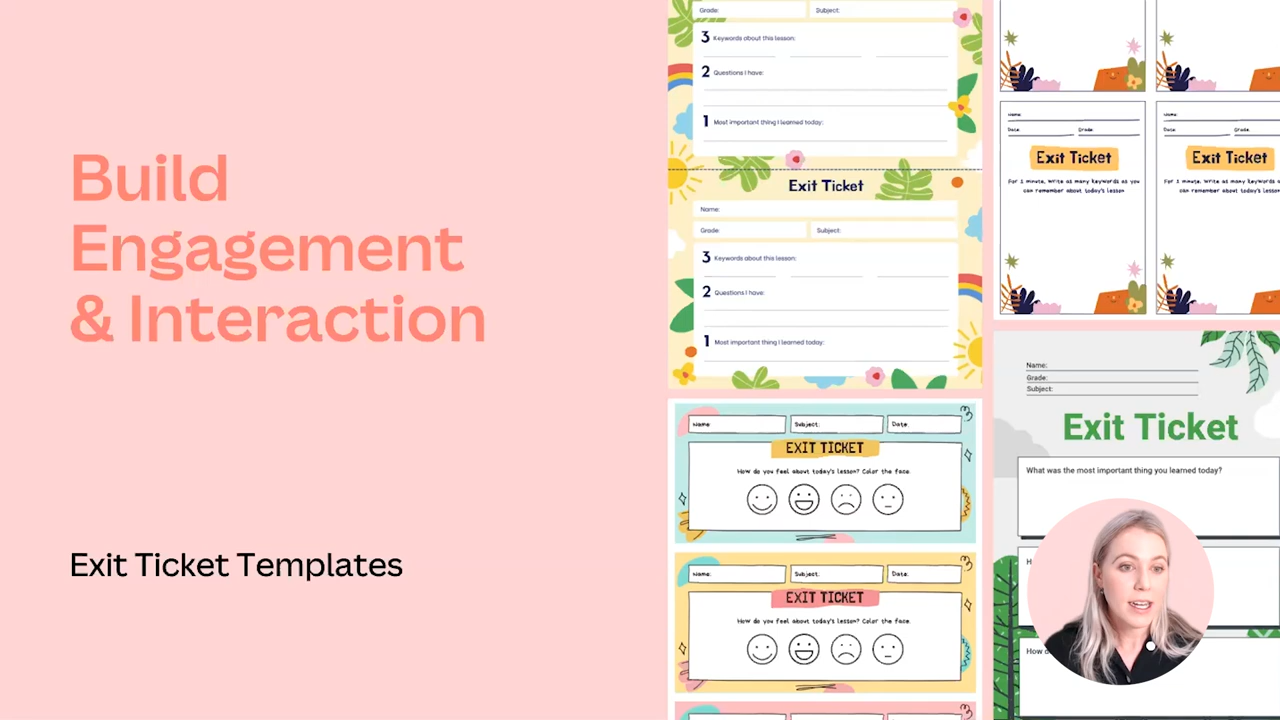 Build
Engagement
& Interaction
Exit Ticket Templates
Grade:
Subject:
3 Keywords about this lesson:
2 Questions I have:
1 Most important thing I learned today:
Exit Ticket
Name:
Grade:
Subject:
3 Keywords about this lesson:
2 Questions I have:
1 Most important thing I learned today:
Name:
Subject:
Date:
EXIT TICKET
How do you feel about today's lesson? Color the face.
Name:
Subject:
Date:
EXIT TICKET
How do you feel about today's lesson? Color the face.
Name:
Date:
Grade:
Exit Ticket
For 1 minute, write as many keywords as you
can remember about today's lesson.
Name:
Date:
Grade:
Exit Ticket
For 1 minute, write as many keywords as
can remember about today's lesson
Name:
Grade:
Subject:
Exit Ticket
What was the most important thing you learned today?
How